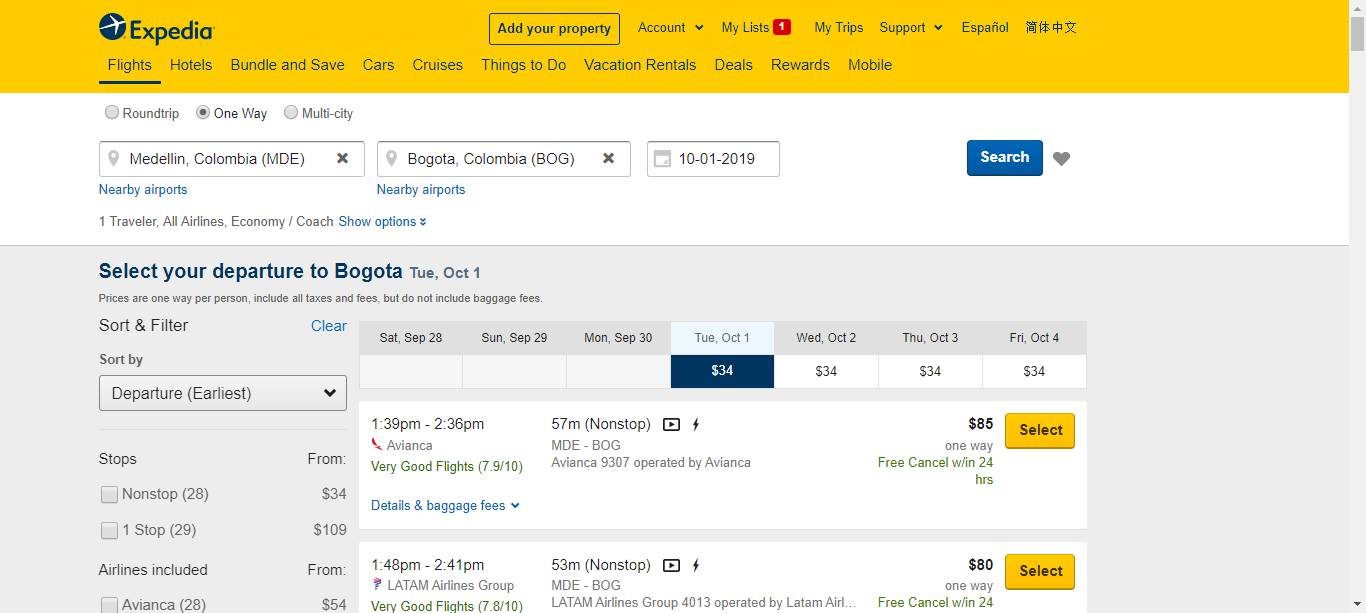 Expedia
Add your property
Account
My Lists 1
My Trips
Support
Español
简体中文
Flights Hotels Bundle and Save Cars Cruises Things to Do Vacation Rentals Deals Rewards Mobile
Roundtrip One Way Multi-city
Medellin, Colombia (MDE)
Bogota, Colombia (BOG)
10-01-2019
Search
Nearby airports
Nearby airports
1 Traveler, All Airlines, Economy / Coach Show options
Select your departure to Bogota Tue, Oct 1
Prices are one way per person, include all taxes and fees, but do not include baggage fees.
Sort & Filter Clear
Sort by
Departure (Earliest)
Stops From:
Nonstop (28) $34
1 Stop (29) $109
Airlines included From:
Avianca (28) $54
Sat, Sep 28 Sun, Sep 29 Mon, Sep 30 Tue, Oct 1 Wed, Oct 2 Thu, Oct 3 Fri, Oct 4
$34 $34 $34 $34
1:39pm - 2:36pm
Avianca
Very Good Flights (7.9/10)
57m (Nonstop)
MDE - BOG
Avianca 9307 operated by Avianca
$85
one way
Free Cancel w/in 24
hrs
Select
Details & baggage fees
1:48pm - 2:41pm
LATAM Airlines Group
Very Good Flights (7.8/10)
53m (Nonstop)
MDE - BOG
LATAM Airlines Group 4013 operated by Latam Airl...
$80
one way
Free Cancel w/in 24
Select